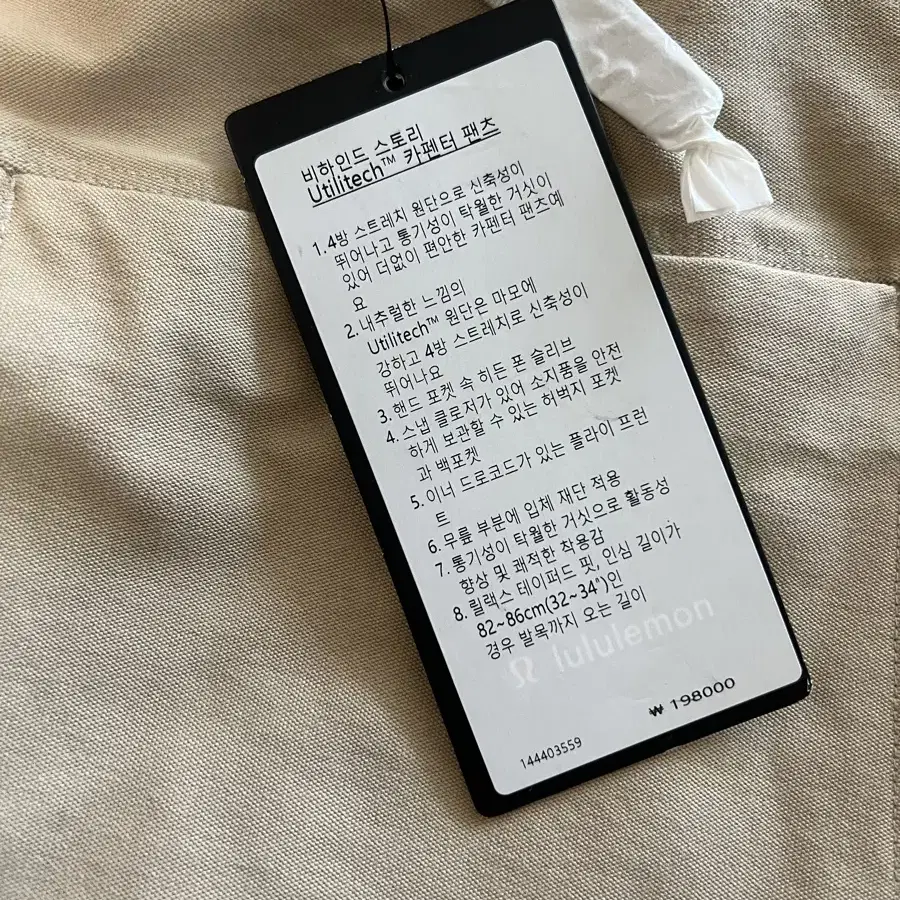 비하인드 스토리
Utilitech™ 카펜터 팬츠
1. 4방 스트레치 원단으로 신축성이
뛰어나고 통기성이 탁월한 거싯이
있어 더없이 편안한 카펜터 팬츠예
요
2. 내추럴한 느낌의
Utilitech™ 원단은 마모에
강하고 4방 스트레치로 신축성이
뛰어나요
3. 핸드 포켓 속 히든 폰 슬리브
4. 스냅 클로저가 있어 소지품을 안전
하게 보관할 수 있는 허벅지 포켓
과 백포켓
5. 이너 드로코드가 있는 플라이 프런
트
6. 무릎 부분에 입체 재단 적용
7. 통기성이 탁월한 거싯으로 활동성
향상 및 쾌적한 착용감
8. 릴랙스 테이퍼드 핏, 인심 길이가
82~86cm(32~34")인
경우 발목까지 오는 길이
lululemon
₩ 198000
144403559